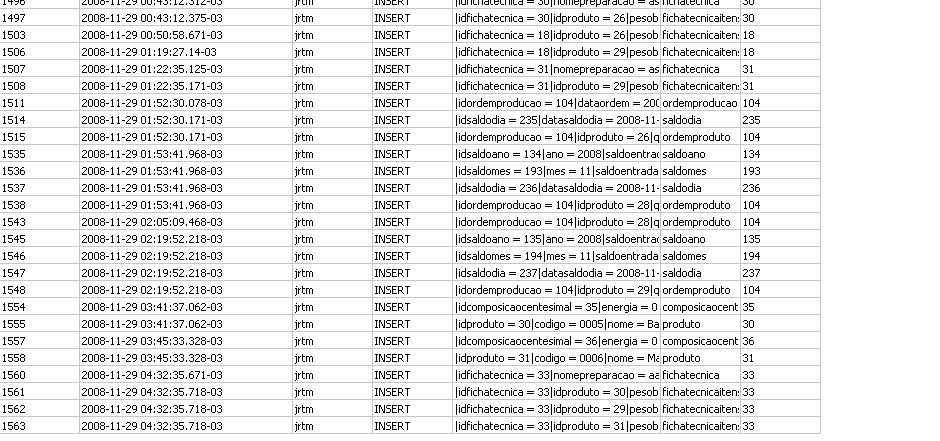 1496 2008-11-29 00:43:12.312-03 jrtm INSERT |idfichatecnica = 30|nomepreparacao = as fichatecnica 30
1497 2008-11-29 00:43:12.375-03 jrtm INSERT |idfichatecnica = 30|idproduto = 26|pesob fichatecnicaitens 30
1503 2008-11-29 00:50:58.671-03 jrtm INSERT |idfichatecnica = 18|idproduto = 26|pesob fichatecnicaitens 18
1506 2008-11-29 01:19:27.14-03 jrtm INSERT |idfichatecnica = 18|idproduto = 29|pesob fichatecnicaitens 18
1507 2008-11-29 01:22:35.125-03 jrtm INSERT |idfichatecnica = 31|nomepreparacao = as fichatecnica 31
1508 2008-11-29 01:22:35.171-03 jrtm INSERT |idfichatecnica = 31|idproduto = 29|pesob fichatecnicaitens 31
1511 2008-11-29 01:52:30.078-03 jrtm INSERT |idordemproducao = 104|dataordem = 200 ordemproducao 104
1514 2008-11-29 01:52:30.171-03 jrtm INSERT |idsaldodia = 235|datasaldodia = 2008-11- saldodia 235
1515 2008-11-29 01:52:30.171-03 jrtm INSERT |idordemproducao = 104|idproduto = 26|q ordemproduto 104
1535 2008-11-29 01:53:41.968-03 jrtm INSERT |idsaldoano = 134|ano = 2008|saldoentrad saldoano 134
1536 2008-11-29 01:53:41.968-03 jrtm INSERT |idsaldomes = 193|mes = 11|saldoentrada saldomes 193
1537 2008-11-29 01:53:41.968-03 jrtm INSERT |idsaldodia = 236|datasaldodia = 2008-11- saldodia 236
1538 2008-11-29 01:53:41.968-03 jrtm INSERT |idordemproducao = 104|idproduto = 28|q ordemproduto 104
1543 2008-11-29 02:05:09.468-03 jrtm INSERT |idordemproducao = 104|idproduto = 28|q ordemproduto 104
1545 2008-11-29 02:19:52.218-03 jrtm INSERT |idsaldoano = 135|ano = 2008|saldoentrad saldoano 135
1546 2008-11-29 02:19:52.218-03 jrtm INSERT |idsaldomes = 194|mes = 11|saldoentrada saldomes 194
1547 2008-11-29 02:19:52.218-03 jrtm INSERT |idsaldodia = 237|datasaldodia = 2008-11- saldodia 237
1548 2008-11-29 02:19:52.218-03 jrtm INSERT |idordemproducao = 104|idproduto = 29|q ordemproduto 104
1554 2008-11-29 03:41:37.062-03 jrtm INSERT |idcomposicaocentesimal = 35|energia = 0 composicaocent 35
1555 2008-11-29 03:41:37.062-03 jrtm INSERT |idproduto = 30|codigo = 0005|nome = Ba produto 30
1557 2008-11-29 03:45:33.328-03 jrtm INSERT |idcomposicaocentesimal = 36|energia = 0 composicaocent 36
1558 2008-11-29 03:45:33.328-03 jrtm INSERT |idproduto = 31|codigo = 0006|nome = Ma produto 31
1560 2008-11-29 04:32:35.671-03 jrtm INSERT |idfichatecnica = 33|nomepreparacao = aa fichatecnica 33
1561 2008-11-29 04:32:35.718-03 jrtm INSERT |idfichatecnica = 33|idproduto = 30|pesob fichatecnicaitens 33
1562 2008-11-29 04:32:35.718-03 jrtm INSERT |idfichatecnica = 33|idproduto = 29|pesob fichatecnicaitens 33
1563 2008-11-29 04:32:35.718-03 jrtm INSERT |idfichatecnica = 33|idproduto = 31|pesob fichatecnicaitens 33